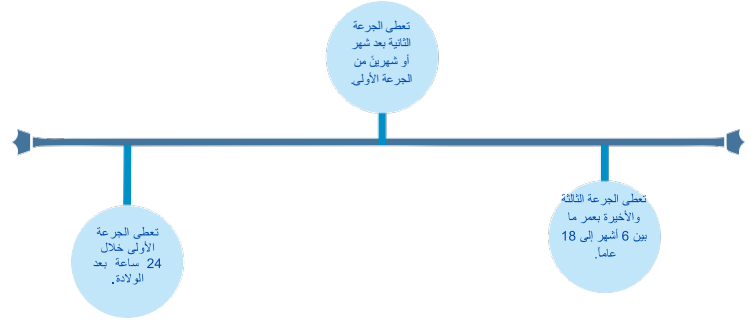 تعطى الجرعة
الأولى خلال
24 ساعة بعد
الولادة.
تعطى الجرعة
الثانية بعد شهر
أو شهرينً من
الجرعة الأولى.
تعطى الجرعة الثالثة
والأخيرة بعمر ما
بين 6 أشهر إلى 18
عاماً.